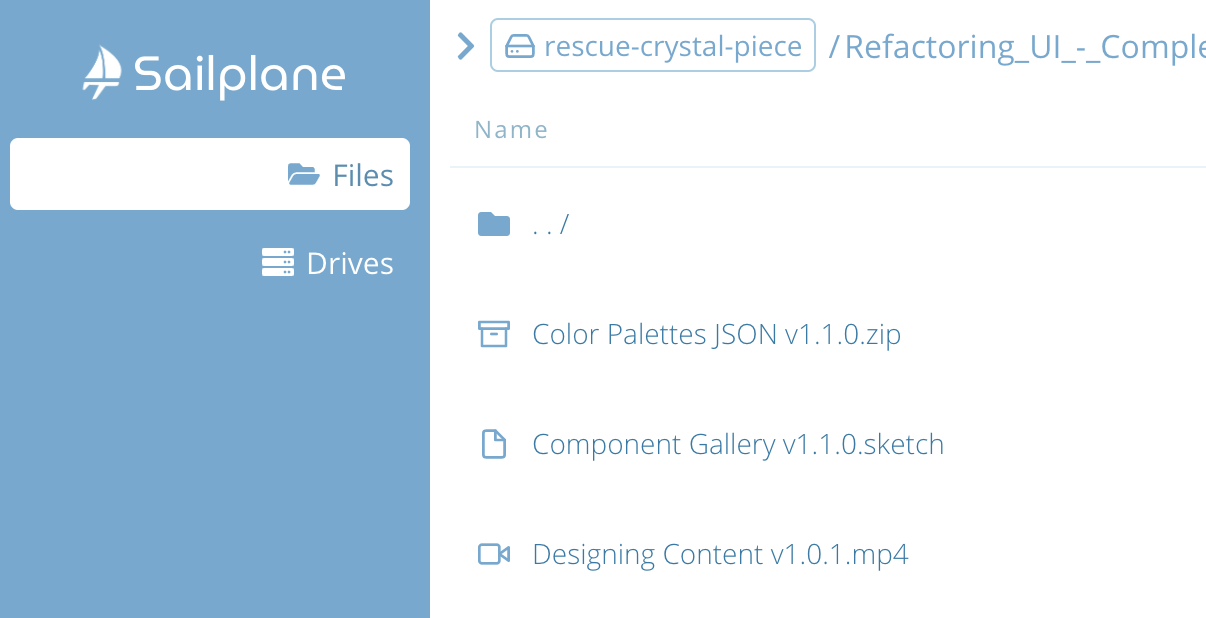 Sailplane
Files
Drives
rescue-crystal-piece /Refactoring_UI_-_Comple
Name
. . /
Color Palettes JSON v1.1.0.zip
Component Gallery v1.1.0.sketch
Designing Content v1.0.1.mp4